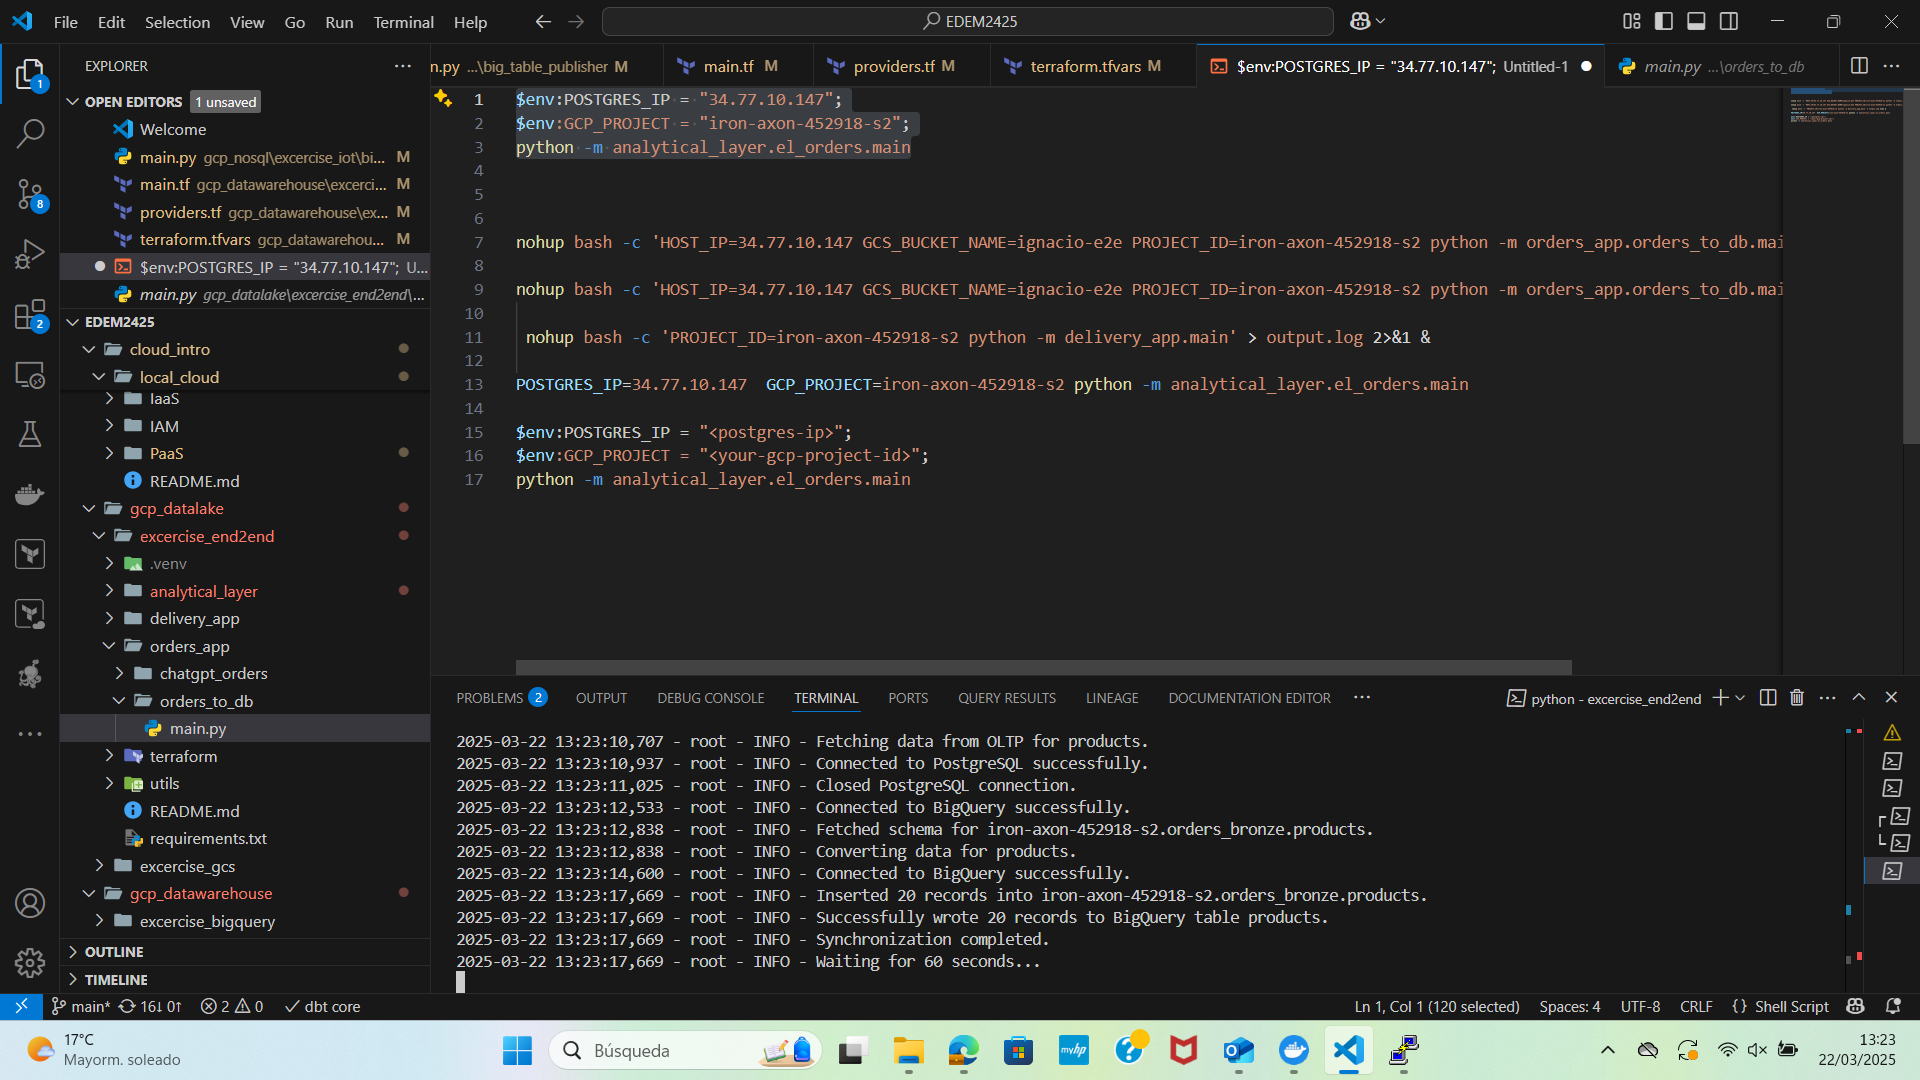 File Edit Selection View Go Run Terminal Help
EDEM2425
EXPLORER
OPEN EDITORS 1 unsaved
Welcome
main.py gcp_nosql\excercise_iot\bi... M
main.tf gcp_datawarehouse\excerci... M
providers.tf gcp_datawarehouse\ex... M
terraform.tfvars gcp_datawarehou... M
$env:POSTGRES_IP = "34.77.10.147"; U...
main.py gcp_datalake\excercise_end2end\...
EDEM2425
cloud_intro
local_cloud
IaaS
IAM
PaaS
README.md
gcp_datalake
excercise_end2end
.venv
analytical_layer
delivery_app
orders_app
chatgpt_orders
orders_to_db
main.py
terraform
utils
README.md
requirements.txt
excercise_gcs
gcp_datawarehouse
excercise_bigquery
OUTLINE
TIMELINE
1
8
2
n.py ...\big_table_publisher M
main.tf M
providers.tf M
terraform.tfvars M
$env:POSTGRES_IP = "34.77.10.147"; Untitled-1
main.py ...\orders_to_db
1 $env:POSTGRES_IP = "34.77.10.147";
2 $env:GCP_PROJECT = "iron-axon-452918-s2";
3 python -m analytical_layer.el_orders.main
4
5
6
7 nohup bash -c 'HOST_IP=34.77.10.147 GCS_BUCKET_NAME=ignacio-e2e PROJECT_ID=iron-axon-452918-s2 python -m orders_app.orders_to_db.mai
8
9 nohup bash -c 'HOST_IP=34.77.10.147 GCS_BUCKET_NAME=ignacio-e2e PROJECT_ID=iron-axon-452918-s2 python -m orders_app.orders_to_db.mai
10
11 nohup bash -c 'PROJECT_ID=iron-axon-452918-s2 python -m delivery_app.main' > output.log 2>&1 &
12
13 POSTGRES_IP=34.77.10.147  GCP_PROJECT=iron-axon-452918-s2 python -m analytical_layer.el_orders.main
14
15 $env:POSTGRES_IP = "<postgres-ip>";
16 $env:GCP_PROJECT = "<your-gcp-project-id>";
17 python -m analytical_layer.el_orders.main
PROBLEMS 2 OUTPUT DEBUG CONSOLE TERMINAL PORTS QUERY RESULTS LINEAGE DOCUMENTATION EDITOR ... python - excercise_end2end
2025-03-22 13:23:10,707 - root - INFO - Fetching data from OLTP for products.
2025-03-22 13:23:10,937 - root - INFO - Connected to PostgreSQL successfully.
2025-03-22 13:23:11,025 - root - INFO - Closed PostgreSQL connection.
2025-03-22 13:23:12,533 - root - INFO - Connected to BigQuery successfully.
2025-03-22 13:23:12,838 - root - INFO - Fetched schema for iron-axon-452918-s2.orders_bronze.products.
2025-03-22 13:23:12,838 - root - INFO - Converting data for products.
2025-03-22 13:23:14,600 - root - INFO - Connected to BigQuery successfully.
2025-03-22 13:23:17,669 - root - INFO - Inserted 20 records into iron-axon-452918-s2.orders_bronze.products.
2025-03-22 13:23:17,669 - root - INFO - Successfully wrote 20 records to BigQuery table products.
2025-03-22 13:23:17,669 - root - INFO - Synchronization completed.
2025-03-22 13:23:17,669 - root - INFO - Waiting for 60 seconds...
main* 16↓ 0↑ 2 0 dbt core Ln 1, Col 1 (120 selected) Spaces: 4 UTF-8 CRLF {} Shell Script
17°C
Mayorm. soleado
Búsqueda
myhp
13:23
22/03/2025